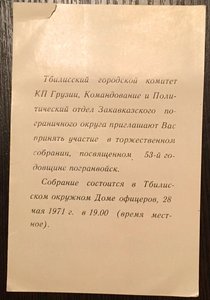 Тбилисский городской комитет
КП Грузии, Командование и Поли-
тический отдел Закавказского по-
граничного округа приглашают Вас
принять участие в торжественном
собрании, посвященном 53-й го-
довщине погранвойск.
Собрание состоится в Тбилис-
ском окружном Доме офицеров, 28
мая 1971 г. в 19.00 (время мест-
ное).